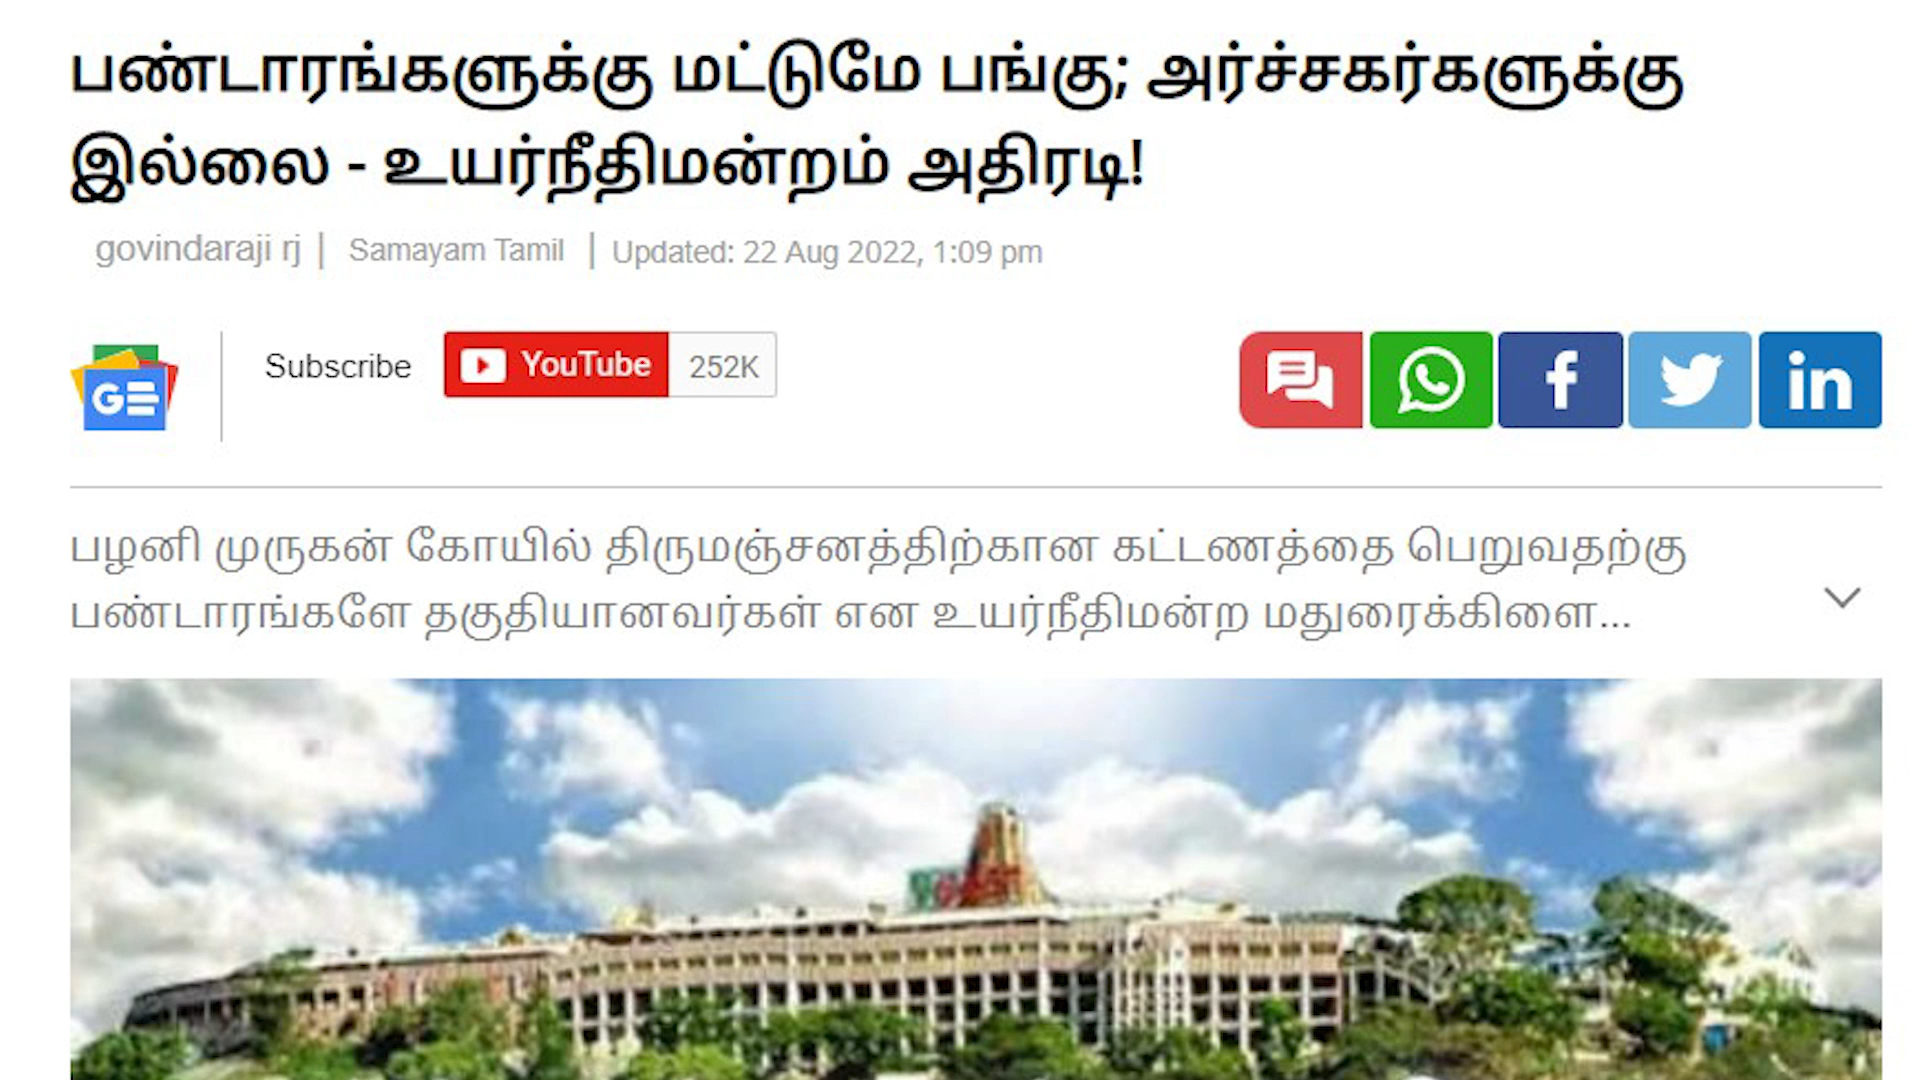 பண்டாரங்களுக்கு மட்டுமே பங்கு; அர்ச்சகர்களுக்கு
இல்லை - உயர்நீதிமன்றம் அதிரடி!
govindaraji rj | Samayam Tamil | Updated: 22 Aug 2022, 1:09 pm
GE Subscribe YouTube 252K f in
பழனி முருகன் கோயில் திருமஞ்சனத்திற்கான கட்டணத்தை பெறுவதற்கு
பண்டாரங்களே தகுதியானவர்கள் என உயர்நீதிமன்ற மதுரைக்கிளை...